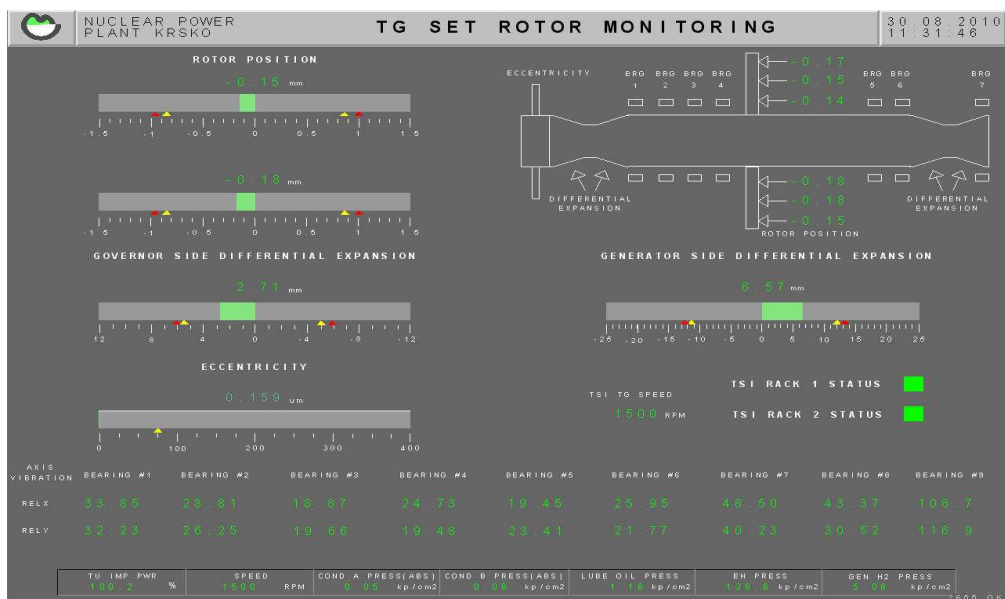 NUCLEAR POWER
PLANT KRSKO
TG SET ROTOR MONITORING
30.08.2010
11:31:46
ROTOR POSITION
-0.15 mm
-1.5 -1 -0.5 0 0.5 1 1.5
-0.18 mm
-1.5 -1 -0.5 0 0.5 1 1.5
ECCENTRICITY
BRG 1 BRG 2 BRG 3 BRG 4 BRG 5 BRG 6 BRG 7
-0.17
-0.15
-0.14
-0.18
-0.18
-0.15
DIFFERENTIAL
EXPANSION
DIFFERENTIAL
EXPANSION
ROTOR POSITION
GOVERNOR SIDE DIFFERENTIAL EXPANSION
2.71 mm
12 8 4 0 -4 -8 -12
GENERATOR SIDE DIFFERENTIAL EXPANSION
6.57 mm
-25 -20 -15 -10 -5 0 5 10 15 20 25
ECCENTRICITY
0.159 um
0 100 200 300 400
TSI TG SPEED
1500 RPM
TSI RACK 1 STATUS
TSI RACK 2 STATUS
AXIS
VIBRATION BEARING #1 BEARING #2 BEARING #3 BEARING #4 BEARING #5 BEARING #6 BEARING #7 BEARING #8 BEARING #9
RELX 33.85 28.81 18.87 24.73 19.45 25.95 48.50 43.37 108.7
RELY 32.23 26.25 19.66 19.48 23.41 21.77 40.23 30.52 116.9
TU IMP PWR SPEED COND A PRESS(ABS) COND B PRESS(ABS) LUBE OIL PRESS EH PRESS GEN H2 PRESS
100.2 % 1500 RPM 0.05 kp/cm2 0.06 kp/cm2 1.16 kp/cm2 136.6 kp/cm2 5.06 kp/cm2